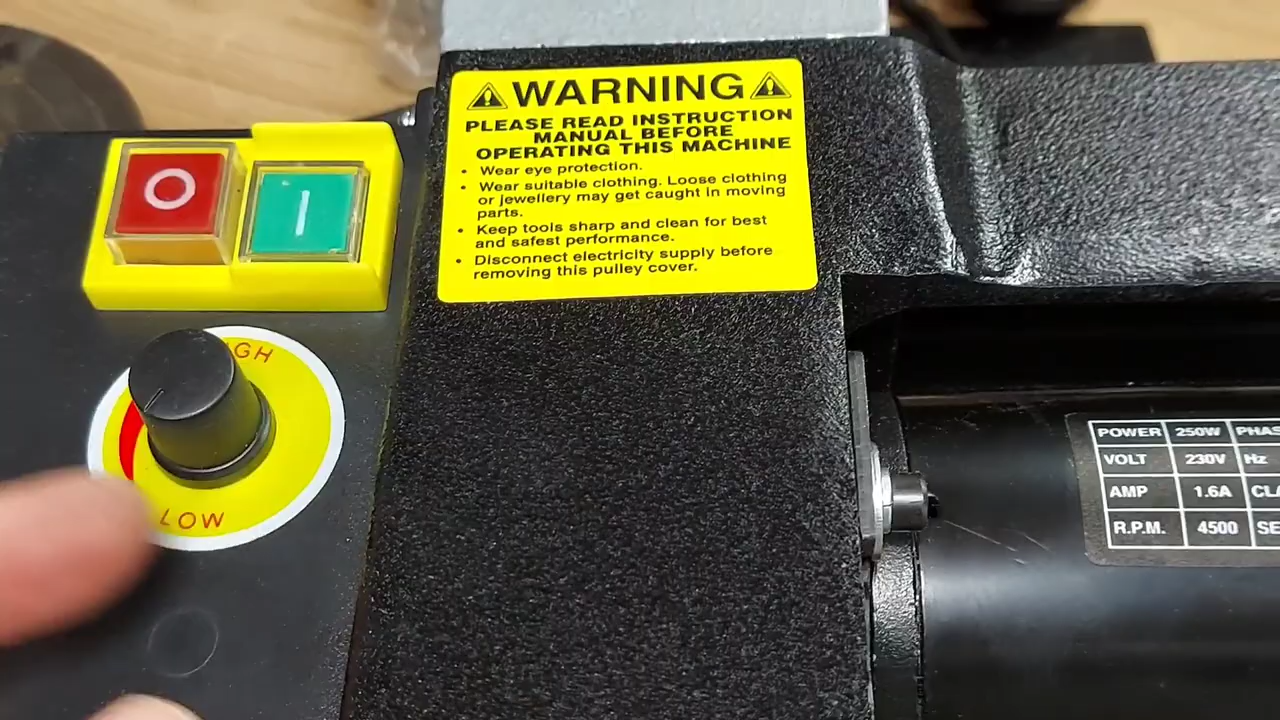 WARNING
PLEASE READ INSTRUCTION
MANUAL BEFORE
OPERATING THIS MACHINE
• Wear eye protection.
• Wear suitable clothing. Loose clothing
or jewellery may get caught in moving
parts.
• Keep tools sharp and clean for best
and safest performance.
• Disconnect electricity supply before
removing this pulley cover.
O I
LOW
POWER 250W
VOLT 230V Hz
AMP 1.6A
R.P.M. 4500